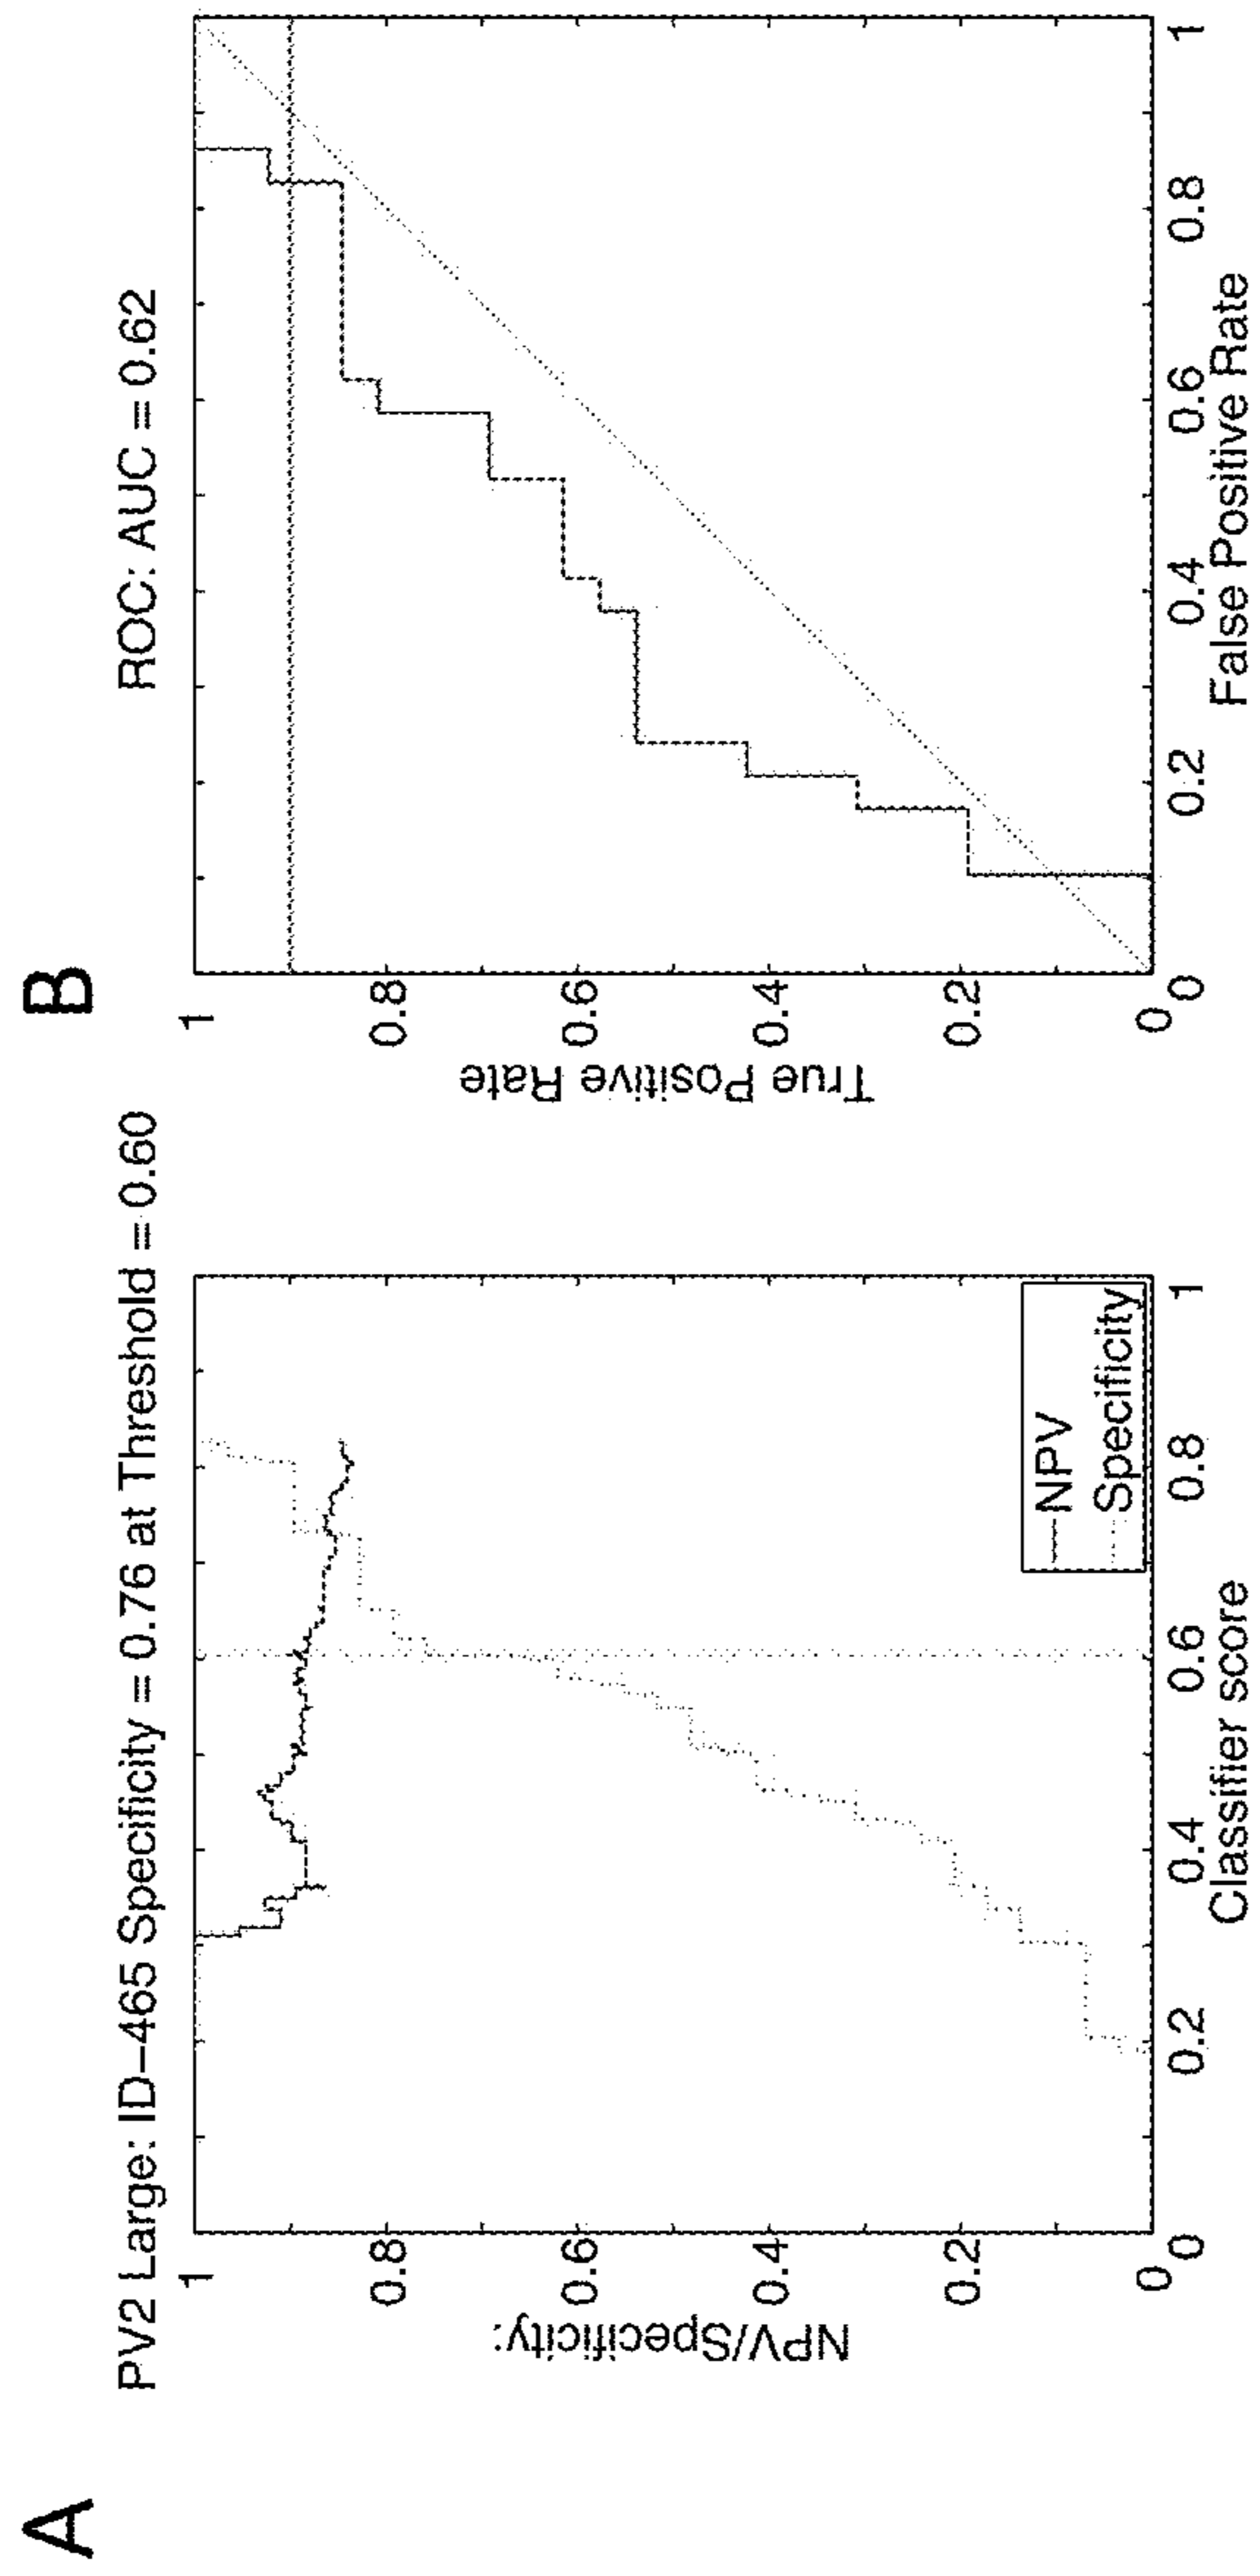 A
PV2 Large: ID–465 Specificity = 0.76 at Threshold = 0.60
NPV/Specificity:
1
0.8
0.6
0.4
0.2
0
0 0.2 0.4 0.6 0.8 1
Classifier score
NPV
Specificity
B
ROC: AUC = 0.62
True Positive Rate
1
0.8
0.6
0.4
0.2
0
0 0.2 0.4 0.6 0.8 1
False Positive Rate